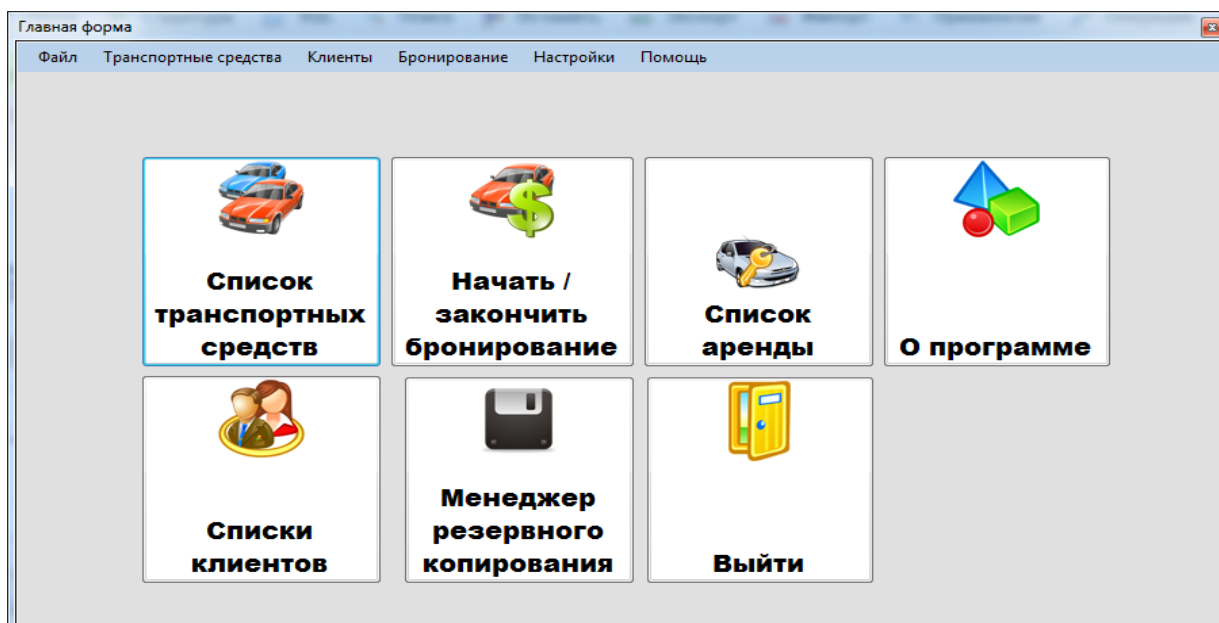 Главная форма
Файл Транспортные средства Клиенты Бронирование Настройки Помощь
Список
транспортных
средств
Начать /
закончить
бронирование
Список
аренды
О программе
Списки
клиентов
Менеджер
резервного
копирования
Выйти